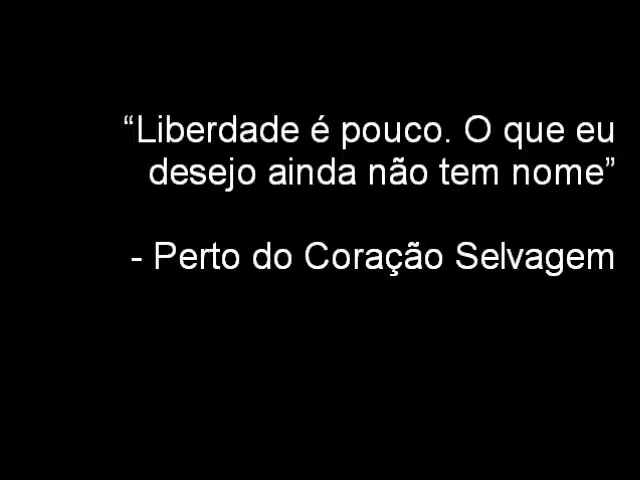 “Liberdade é pouco. O que eu
desejo ainda não tem nome”
- Perto do Coração Selvagem